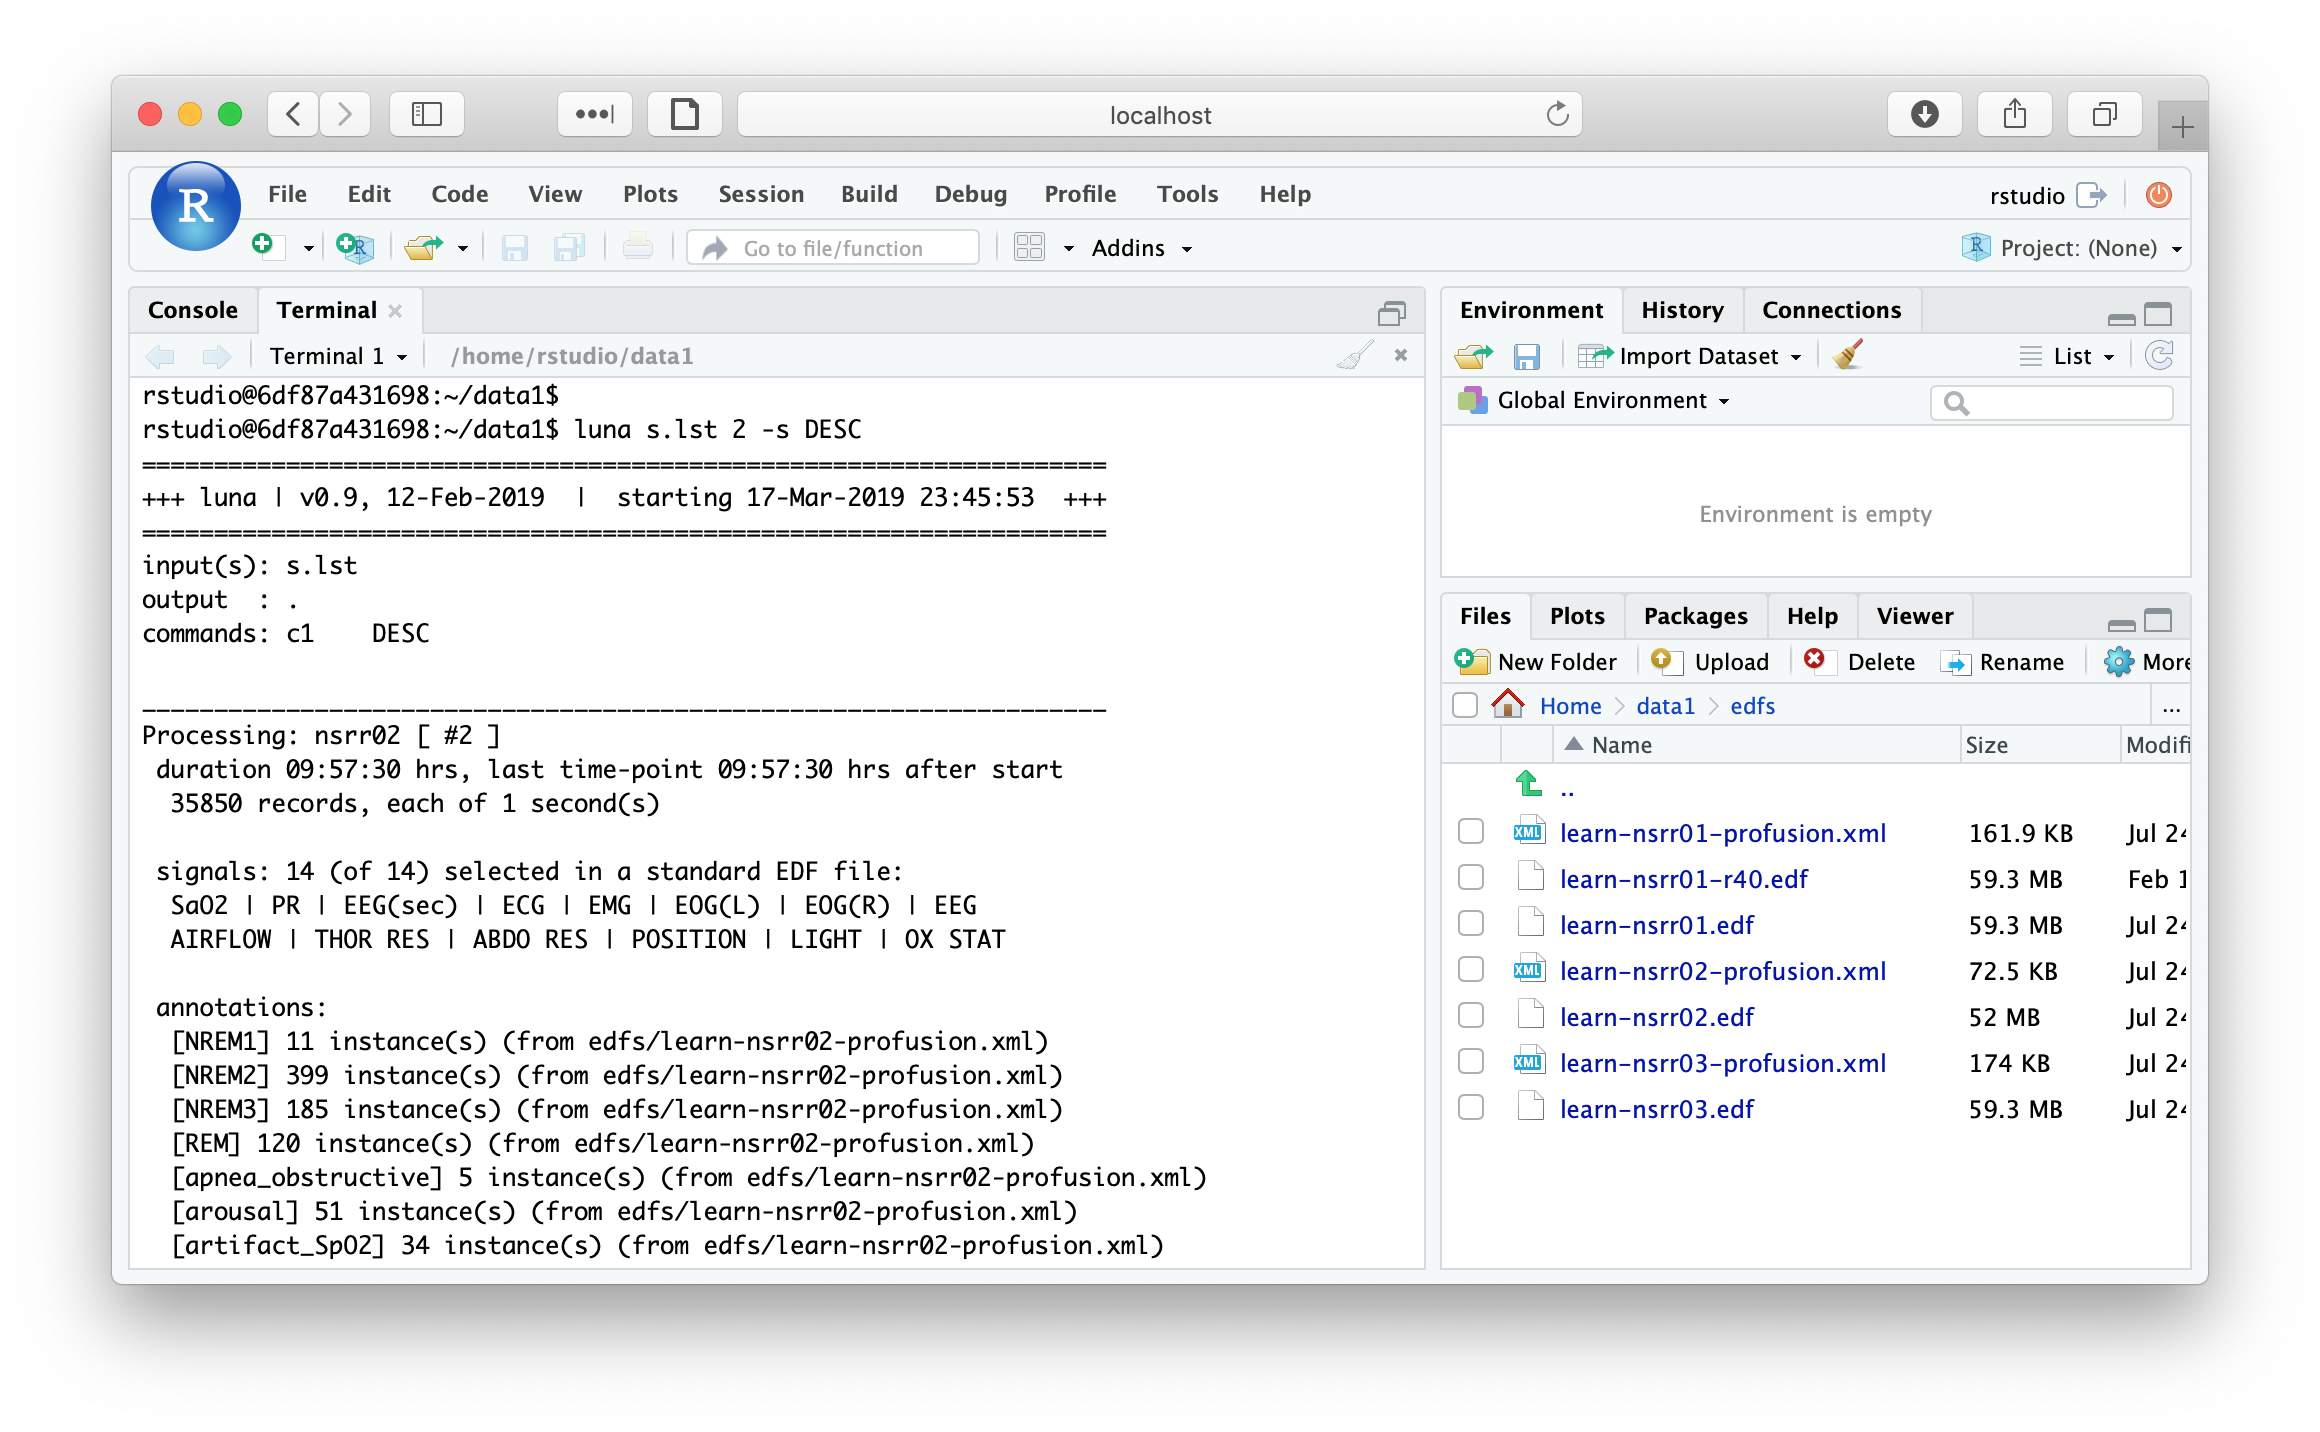 localhost
R File Edit Code View Plots Session Build Debug Profile Tools Help rstudio
Go to file/function Addins Project: (None)
Console Terminal
Terminal 1 /home/rstudio/data1
rstudio@6df87a431698:~/data1$
rstudio@6df87a431698:~/data1$ luna s.lst 2 -s DESC
===================================================================
+++ luna | v0.9, 12-Feb-2019 | starting 17-Mar-2019 23:45:53 +++
===================================================================
input(s): s.lst
output : .
commands: c1 DESC
___________________________________________________________________
Processing: nsrr02 [ #2 ]
duration 09:57:30 hrs, last time-point 09:57:30 hrs after start
35850 records, each of 1 second(s)
signals: 14 (of 14) selected in a standard EDF file:
SaO2 | PR | EEG(sec) | ECG | EMG | EOG(L) | EOG(R) | EEG
AIRFLOW | THOR RES | ABDO RES | POSITION | LIGHT | OX STAT
annotations:
[NREM1] 11 instance(s) (from edfs/learn-nsrr02-profusion.xml)
[NREM2] 399 instance(s) (from edfs/learn-nsrr02-profusion.xml)
[NREM3] 185 instance(s) (from edfs/learn-nsrr02-profusion.xml)
[REM] 120 instance(s) (from edfs/learn-nsrr02-profusion.xml)
[apnea_obstructive] 5 instance(s) (from edfs/learn-nsrr02-profusion.xml)
[arousal] 51 instance(s) (from edfs/learn-nsrr02-profusion.xml)
[artifact_SpO2] 34 instance(s) (from edfs/learn-nsrr02-profusion.xml)
Environment History Connections
Import Dataset List
Global Environment
Environment is empty
Files Plots Packages Help Viewer
New Folder Upload Delete Rename More
Home data1 edfs ...
Name Size Modifi
..
learn-nsrr01-profusion.xml 161.9 KB Jul 24
learn-nsrr01-r40.edf 59.3 MB Feb 1
learn-nsrr01.edf 59.3 MB Jul 24
learn-nsrr02-profusion.xml 72.5 KB Jul 24
learn-nsrr02.edf 52 MB Jul 24
learn-nsrr03-profusion.xml 174 KB Jul 24
learn-nsrr03.edf 59.3 MB Jul 24